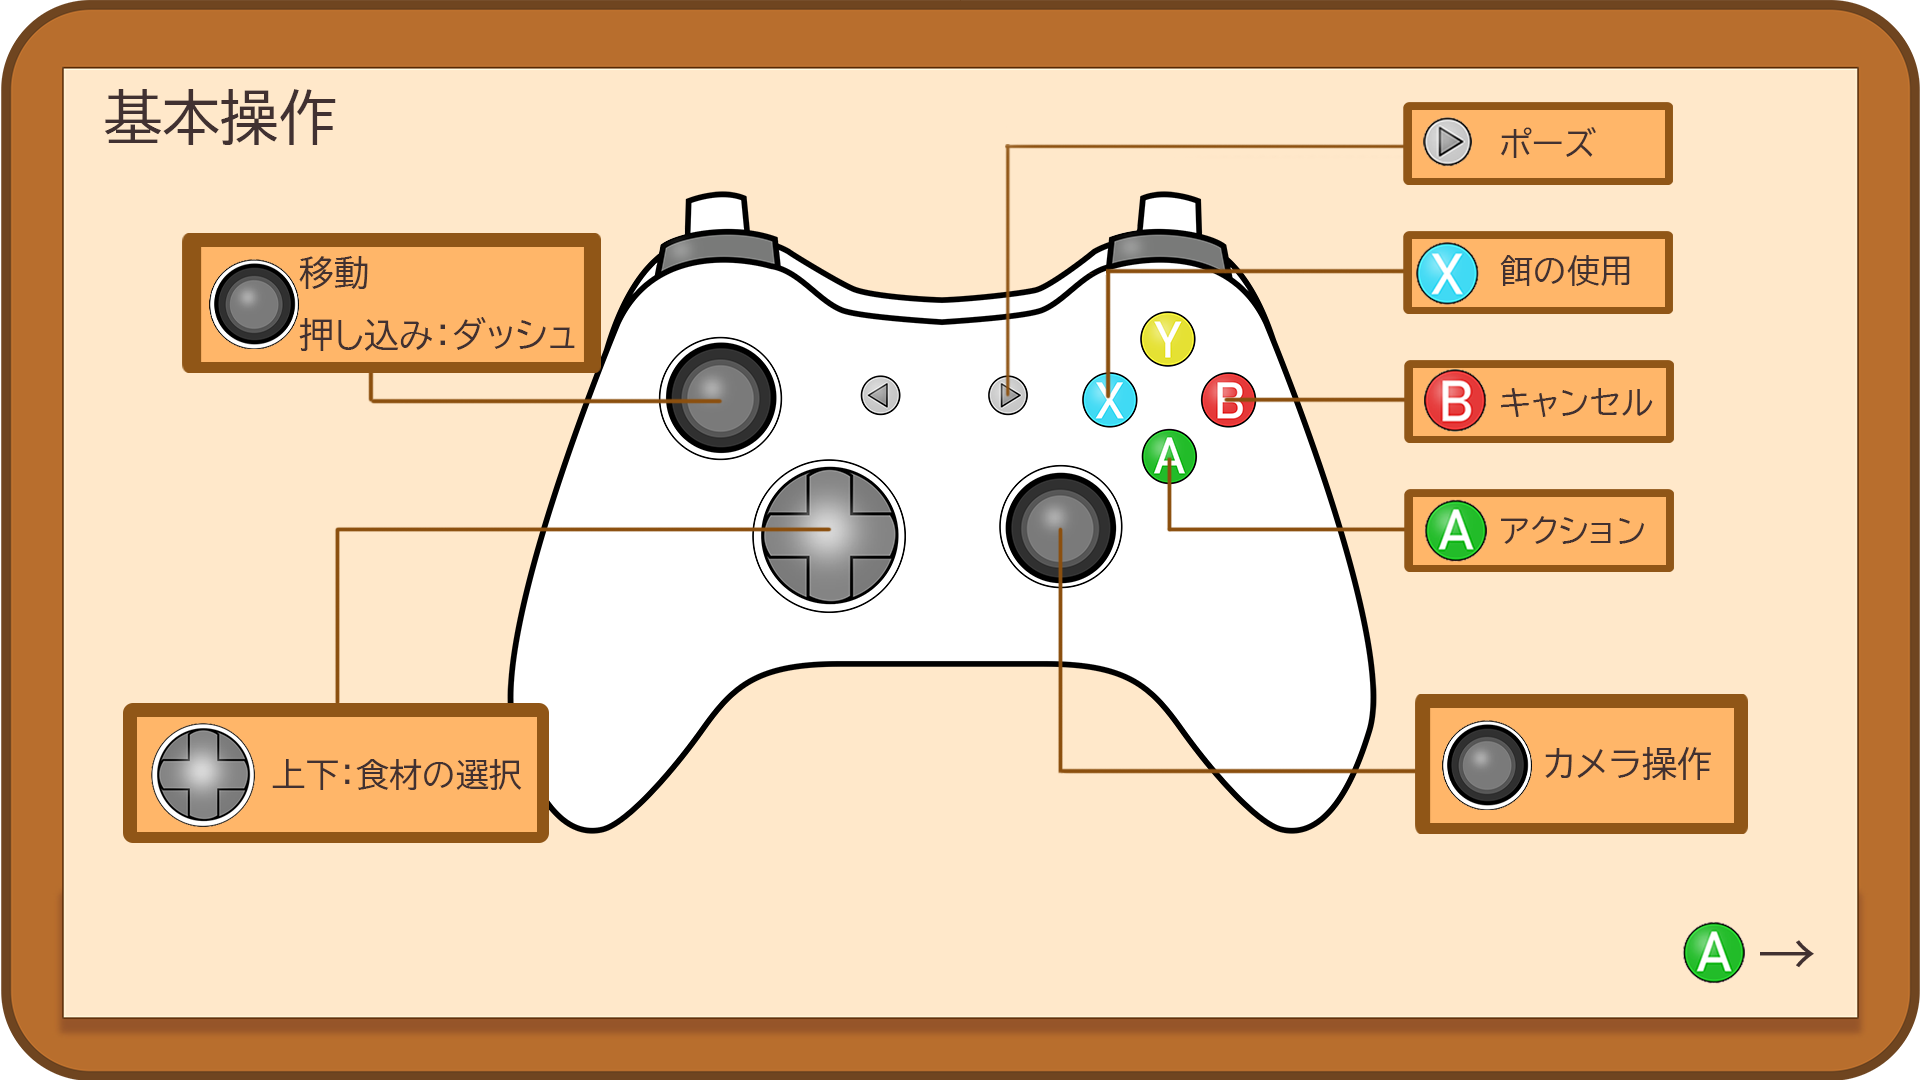 基本操作
ポーズ
移動
押し込み：ダッシュ
X 餌の使用
Y
X
B
B キャンセル
A
A アクション
上下：食材の選択
カメラ操作
A →